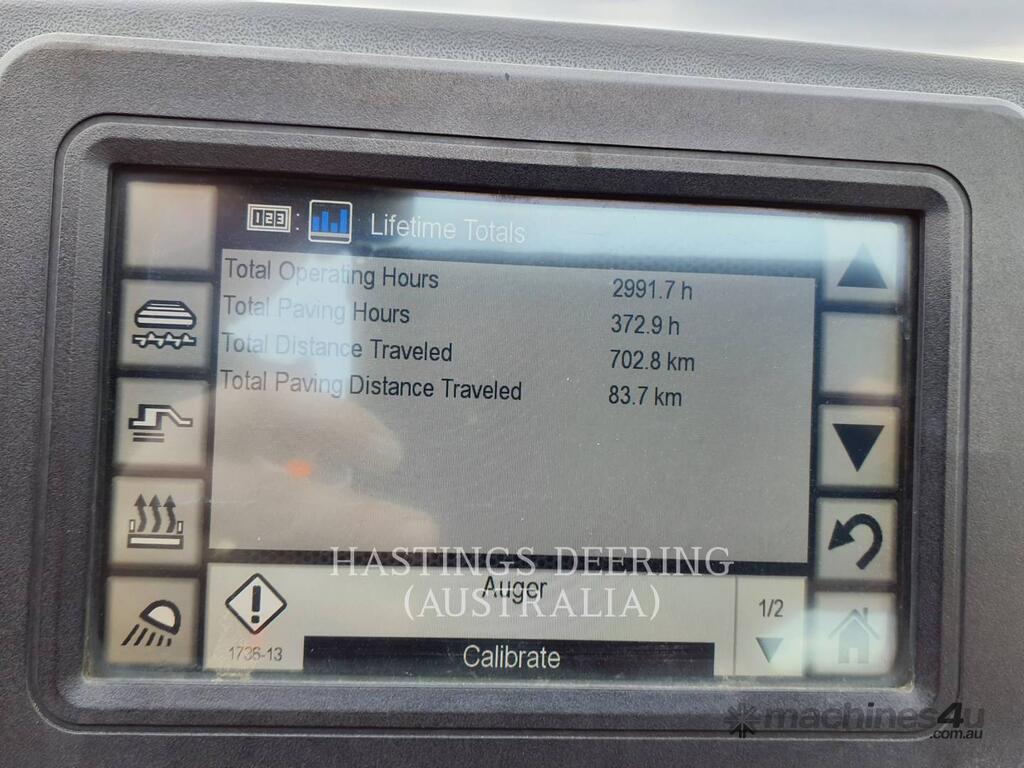 123 : Lifetime Totals
Total Operating Hours 2991.7 h
Total Paving Hours 372.9 h
Total Distance Traveled 702.8 km
Total Paving Distance Traveled 83.7 km
HASTINGS DEERING
(AUSTRALIA)
Auger
1/2
1736-13
Calibrate
machines4u
.com.au